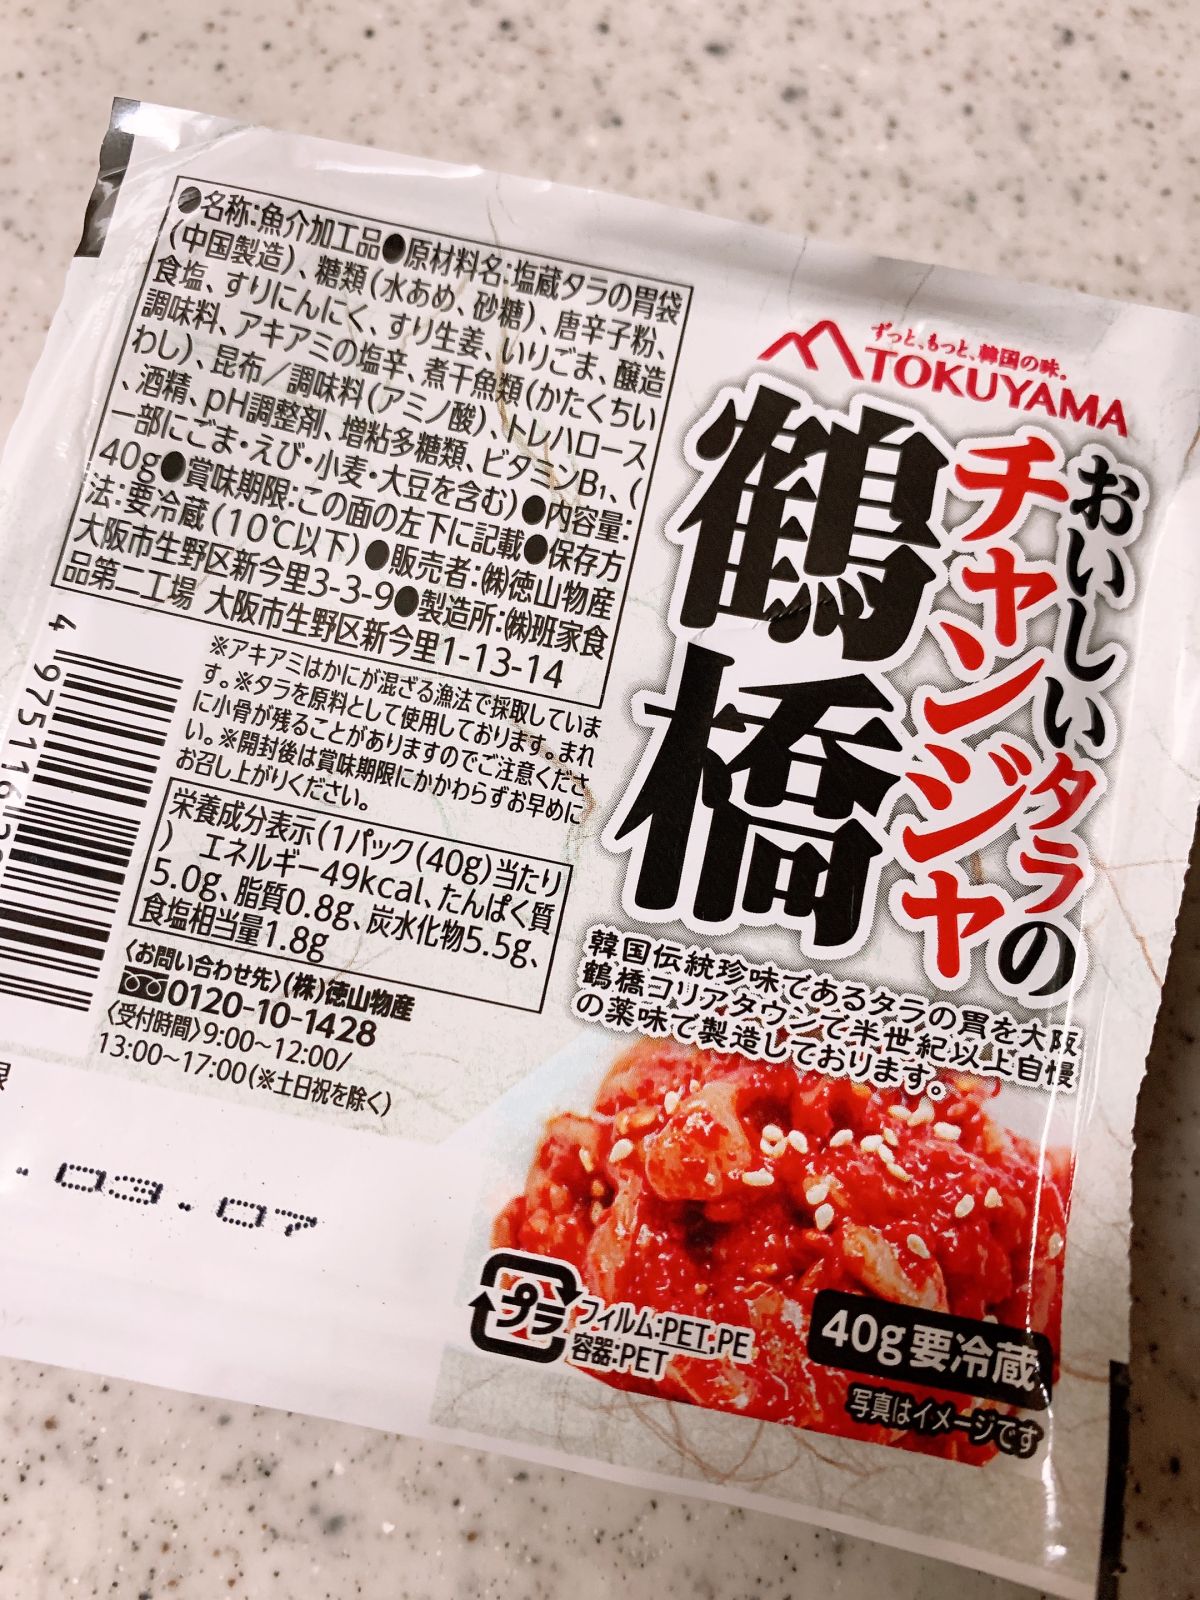 ●名称:魚介加工品●原材料名:塩蔵タラの胃袋
(中国製造)、糖類(水あめ、砂糖)、唐辛子粉、
食塩、すりにんにく、すり生姜、いりごま、醸造
調味料、アキアミの塩辛、煮干魚類(かたくちい
わし)、昆布/調味料(アミノ酸)、トレハロース
、酒精、pH調整剤、増粘多糖類、ビタミンB₁、(
一部にごま・えび・小麦・大豆を含む)●内容量:
40g●賞味期限:この面の左下に記載●保存方
法:要冷蔵(10℃以下)●販売者:㈱徳山物産
大阪市生野区新今里3-3-9●製造所:㈱班家食
品第二工場 大阪市生野区新今里1-13-14
※アキアミはかにが混ざる漁法で採取していま
す。※タラを原料として使用しております。まれ
に小骨が残ることがありますのでご注意くださ
い。※開封後は賞味期限にかかわらずお早めに
お召し上がりください。
栄養成分表示(1パック(40g)当たり
) エネルギー49kcal、たんぱく質
5.0g、脂質0.8g、炭水化物5.5g、
食塩相当量1.8g
〈お問い合わせ先〉(株)徳山物産
0120-10-1428
〈受付時間〉9:00~12:00/
13:00~17:00(※土日祝を除く)
4 975116
限
.03.07
ずっと、もっと、韓国の味。
TOKUYAMA
おいしいタラの
チャンジャ
鶴橋
韓国伝統珍味であるタラの胃を大阪
鶴橋コリアタウンで半世紀以上自慢
の薬味で製造しております。
プラ
フィルム:PET,PE
容器:PET
40g要冷蔵
写真はイメージです